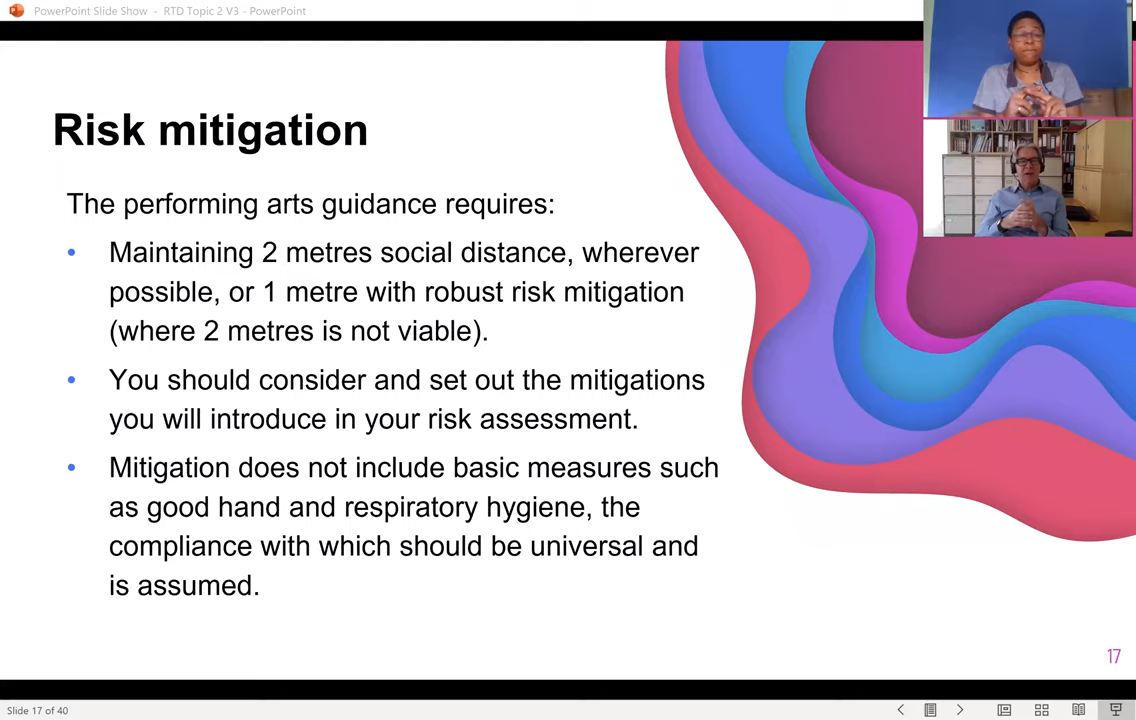 PowerPoint Slide Show - RTD Topic 2 V3 - PowerPoint
Risk mitigation
The performing arts guidance requires:
• Maintaining 2 metres social distance, wherever
possible, or 1 metre with robust risk mitigation
(where 2 metres is not viable).
• You should consider and set out the mitigations
you will introduce in your risk assessment.
• Mitigation does not include basic measures such
as good hand and respiratory hygiene, the
compliance with which should be universal and
is assumed.
17
Slide 17 of 40